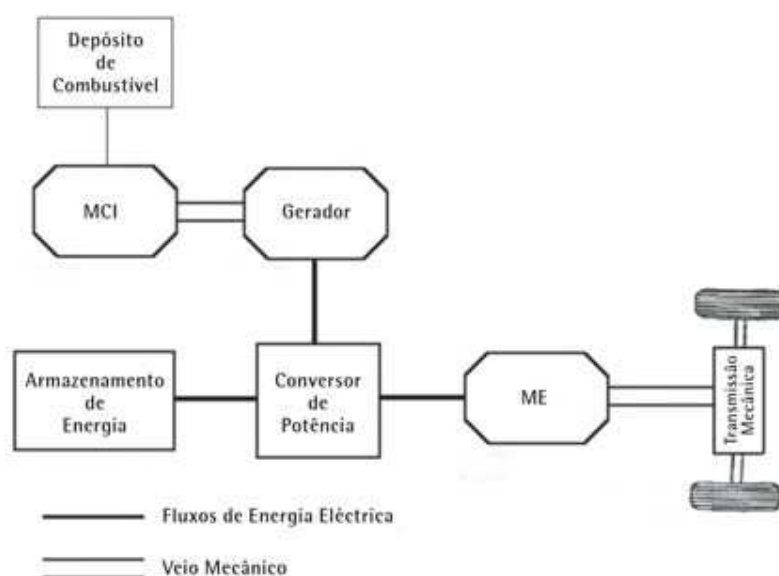 Depósito
de
Combustível
MCI
Gerador
Armazenamento
de
Energia
Conversor
de
Potência
ME
Transmissão
Mecânica
Fluxos de Energia Eléctrica
Veio Mecânico